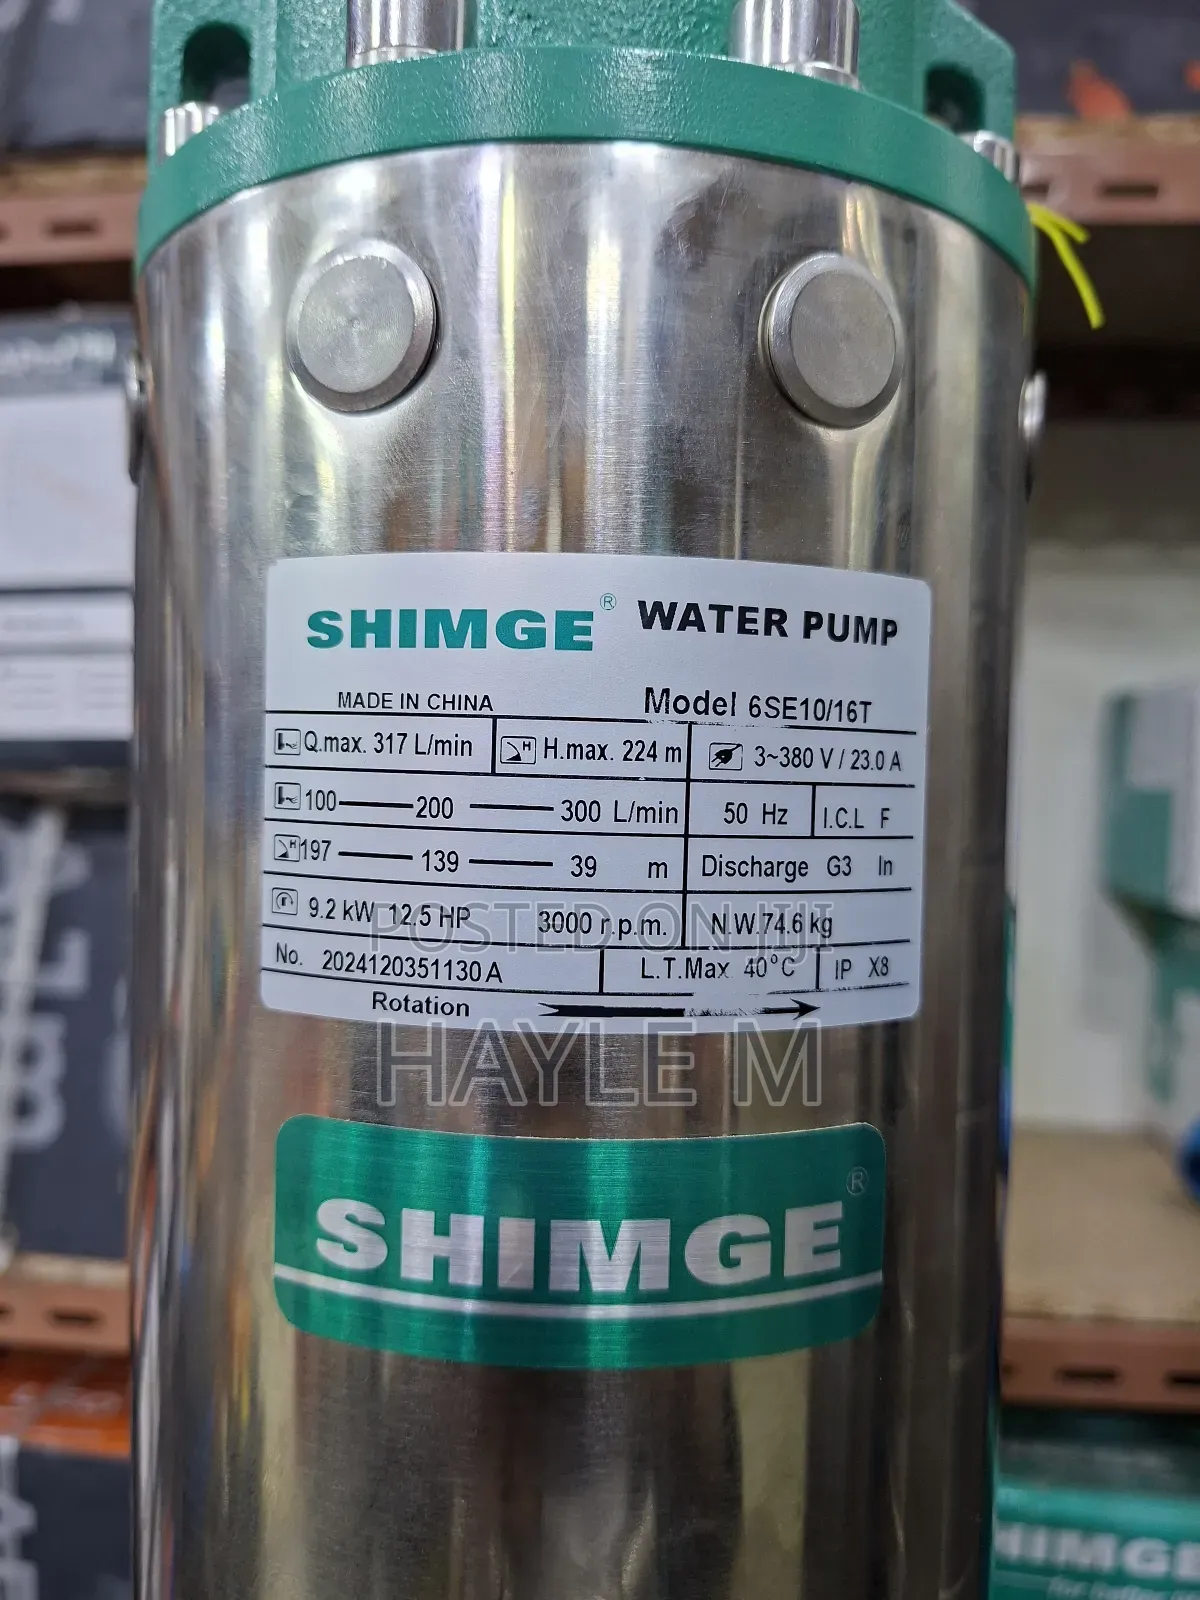 SHIMGE® WATER PUMP
MADE IN CHINA Model 6SE10/16T
Q.max. 317 L/min H.max. 224 m 3~380 V / 23.0 A
100 200 300 L/min 50 Hz I.C.L F
197 139 39 m Discharge G3 In
9.2 kW 12.5 HP 3000 r.p.m. N.W.74.6 kg
No. 2024120351130A L.T.Max 40°C IP X8
Rotation
POSTED ON JIJI
HAYLE M
SHIMGE®
HIMGE